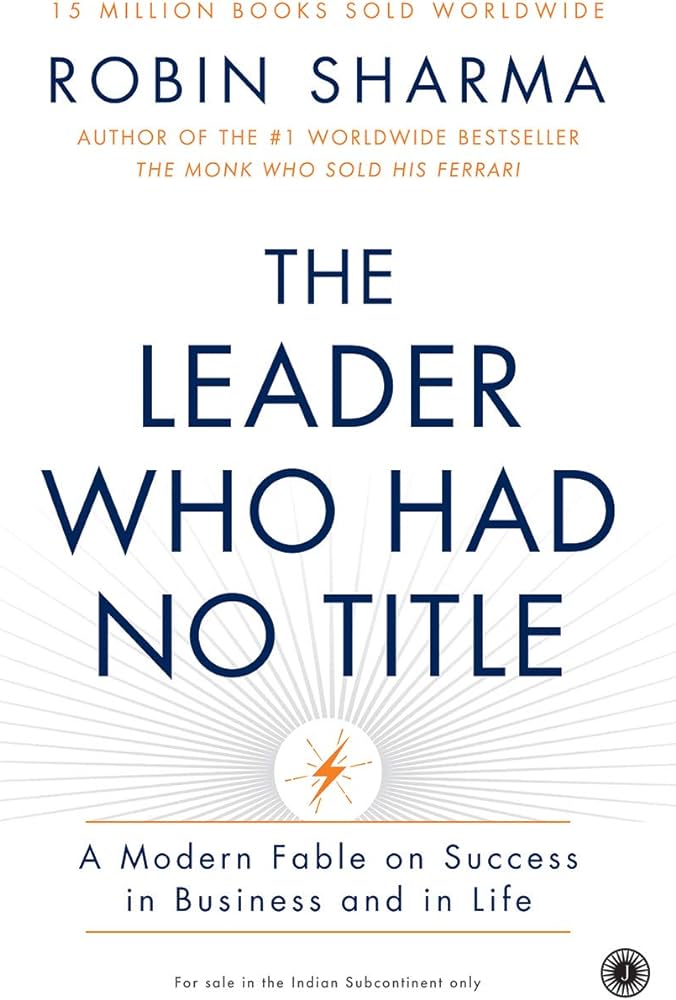 15 MILLION BOOKS SOLD WORLDWIDE
ROBIN SHARMA
AUTHOR OF THE #1 WORLDWIDE BESTSELLER
THE MONK WHO SOLD HIS FERRARI
THE
LEADER
WHO HAD
NO TITLE
A Modern Fable on Success
in Business and in Life
For sale in the Indian Subcontinent only
J